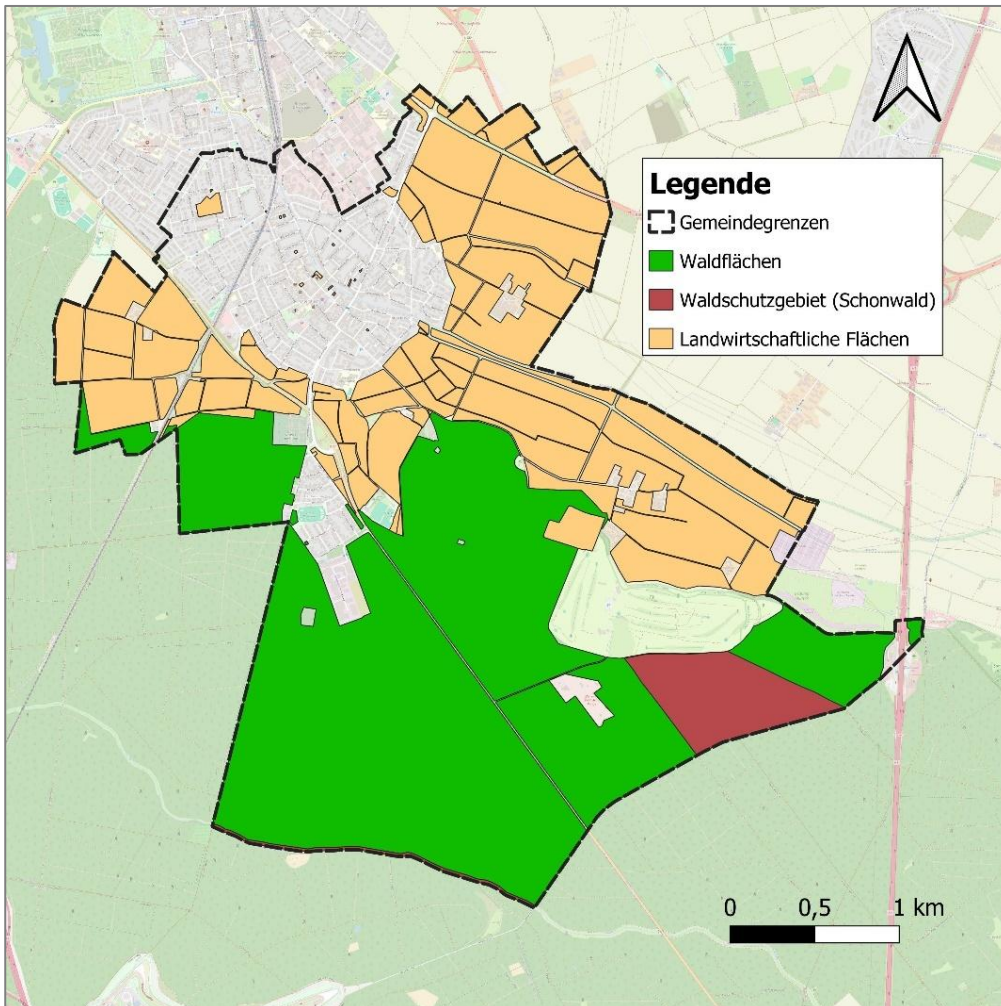 Legende
Gemeindegrenzen
Waldflächen
Waldschutzgebiet (Schonwald)
Landwirtschaftliche Flächen
0 0,5 1 km